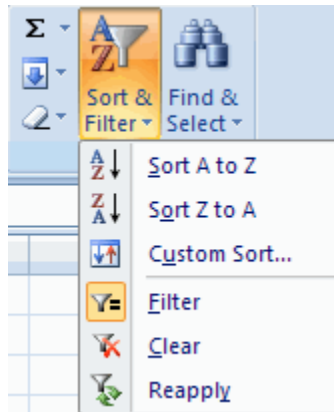 Σ
Sort & Filter
Find & Select
Sort A to Z
Sort Z to A
Custom Sort...
Filter
Clear
Reapply